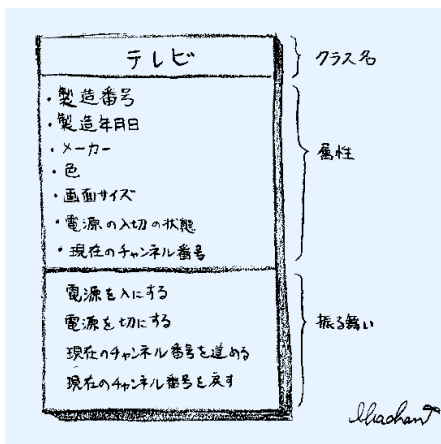 テレビ
クラス名
・製造番号
・製造年月日
・メーカー
・色
・画面サイズ
・電源の入切の状態
・現在のチャンネル番号
属性
電源を入にする
電源を切にする
現在のチャンネル番号を進める
現在のチャンネル番号を戻す
振る舞い